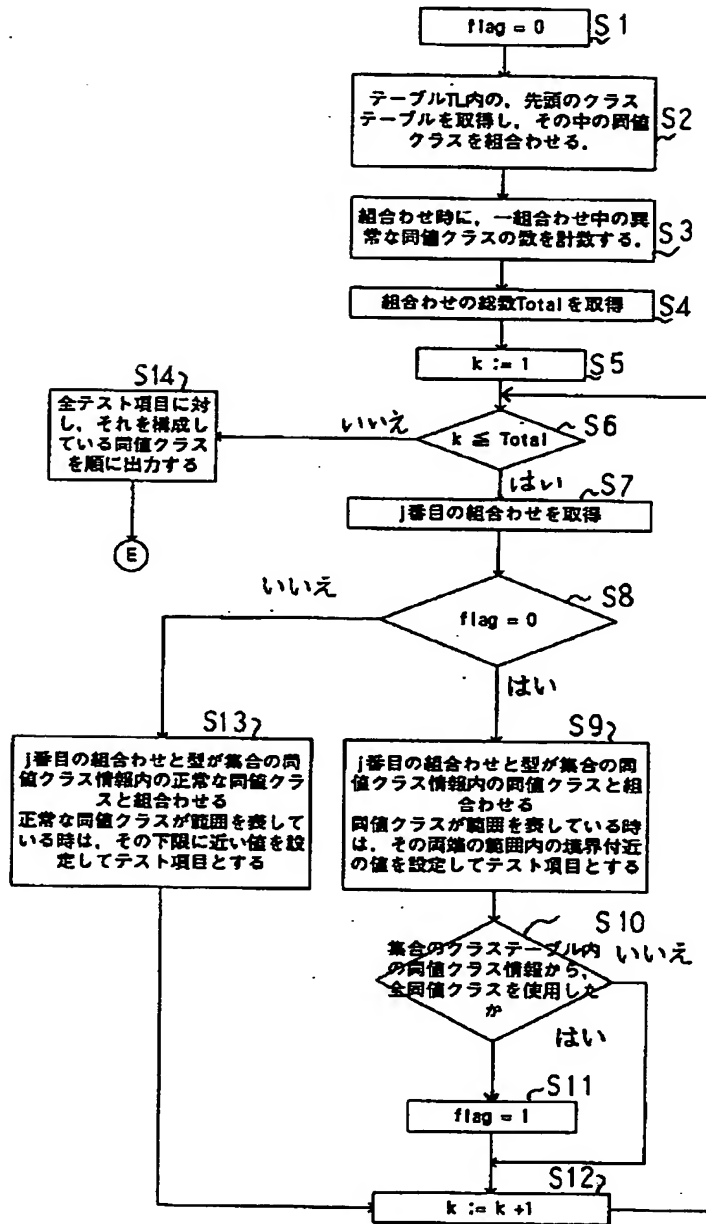 flag = 0
S1
テーブルTL内の，先頭のクラス
テーブルを取得し，その中の同値
クラスを組合わせる．
S2
組合わせ時に，一組合わせ中の異
常な同値クラスの数を計数する．
S3
組合わせの総数Totalを取得
S4
k := 1
S5
S14
全テスト項目に対
し，それを構成し
ている同値クラス
を順に出力する
いいえ
k ≦ Total
S6
はい
S7
j番目の組合わせを取得
E
いいえ
flag = 0
S8
はい
S13
j番目の組合わせと型が集合の同
値クラス情報内の正常な同値クラ
スと組合わせる
正常な同値クラスが範囲を表して
いる時は，その下限に近い値を設
定してテスト項目とする
S9
j番目の組合わせと型が集合の同
値クラス情報内の同値クラスと組
合わせる
同値クラスが範囲を表している時
は，その両端の範囲内の境界付近
の値を設定してテスト項目とする
S10
集合のクラステーブル内
の同値クラス情報から，
全同値クラスを使用した
か
いいえ
はい
S11
flag = 1
S12
k := k +1